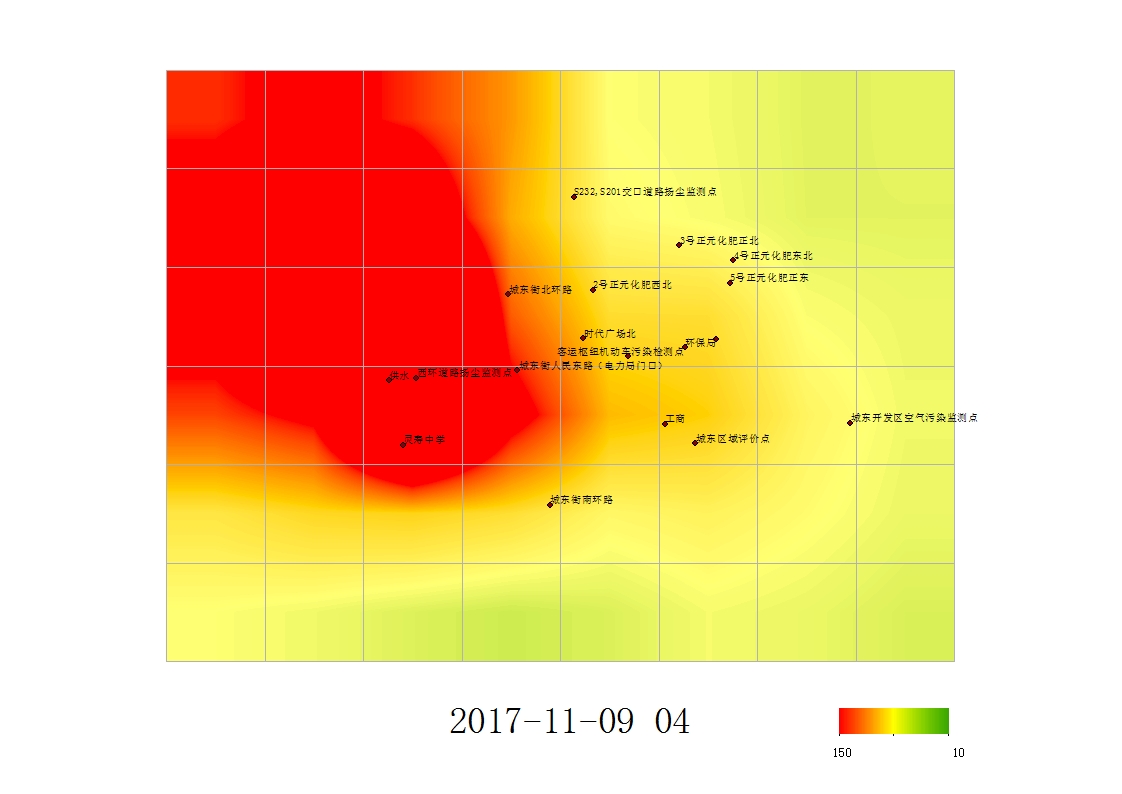 S232,S201交口道路扬尘监测点
3号正元化肥正北
4号正元化肥东北
5号正元化肥正东
2号正元化肥西北
城东街北环路
时代广场北
环保局
客运枢纽机动车污染检测点
城东街人民东路（电力局门口）
西环道路扬尘监测点
供水
工商
城东开发区空气污染监测点
城东区域评价点
灵寿中学
城东街南环路
2017-11-09 04
150
10